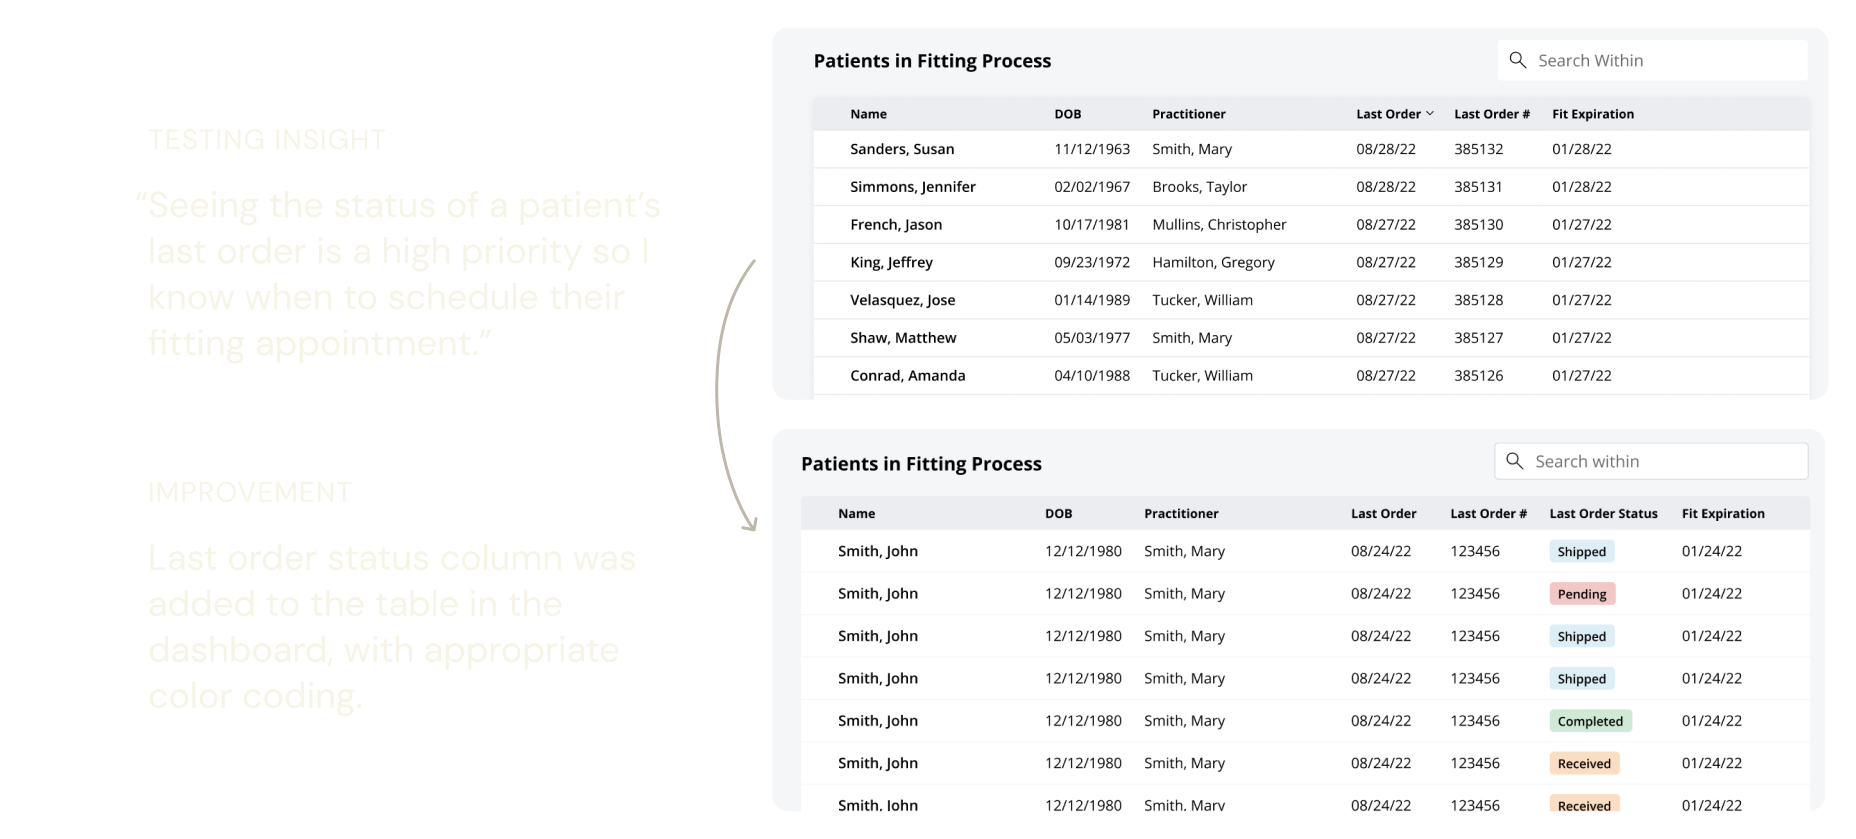 TESTING INSIGHT
“Seeing the status of a patient’s
last order is a high priority so I
know when to schedule their
fitting appointment.”
IMPROVEMENT
Last order status column was
added to the table in the
dashboard, with appropriate
color coding.
Patients in Fitting Process
Search Within
Name DOB Practitioner Last Order Last Order # Fit Expiration
Sanders, Susan 11/12/1963 Smith, Mary 08/28/22 385132 01/28/22
Simmons, Jennifer 02/02/1967 Brooks, Taylor 08/28/22 385131 01/28/22
French, Jason 10/17/1981 Mullins, Christopher 08/27/22 385130 01/27/22
King, Jeffrey 09/23/1972 Hamilton, Gregory 08/27/22 385129 01/27/22
Velasquez, Jose 01/14/1989 Tucker, William 08/27/22 385128 01/27/22
Shaw, Matthew 05/03/1977 Smith, Mary 08/27/22 385127 01/27/22
Conrad, Amanda 04/10/1988 Tucker, William 08/27/22 385126 01/27/22
Patients in Fitting Process
Search within
Name DOB Practitioner Last Order Last Order # Last Order Status Fit Expiration
Smith, John 12/12/1980 Smith, Mary 08/24/22 123456 Shipped 01/24/22
Smith, John 12/12/1980 Smith, Mary 08/24/22 123456 Pending 01/24/22
Smith, John 12/12/1980 Smith, Mary 08/24/22 123456 Shipped 01/24/22
Smith, John 12/12/1980 Smith, Mary 08/24/22 123456 Shipped 01/24/22
Smith, John 12/12/1980 Smith, Mary 08/24/22 123456 Completed 01/24/22
Smith, John 12/12/1980 Smith, Mary 08/24/22 123456 Received 01/24/22
Smith, John 12/12/1980 Smith, Mary 08/24/22 123456 Received 01/24/22